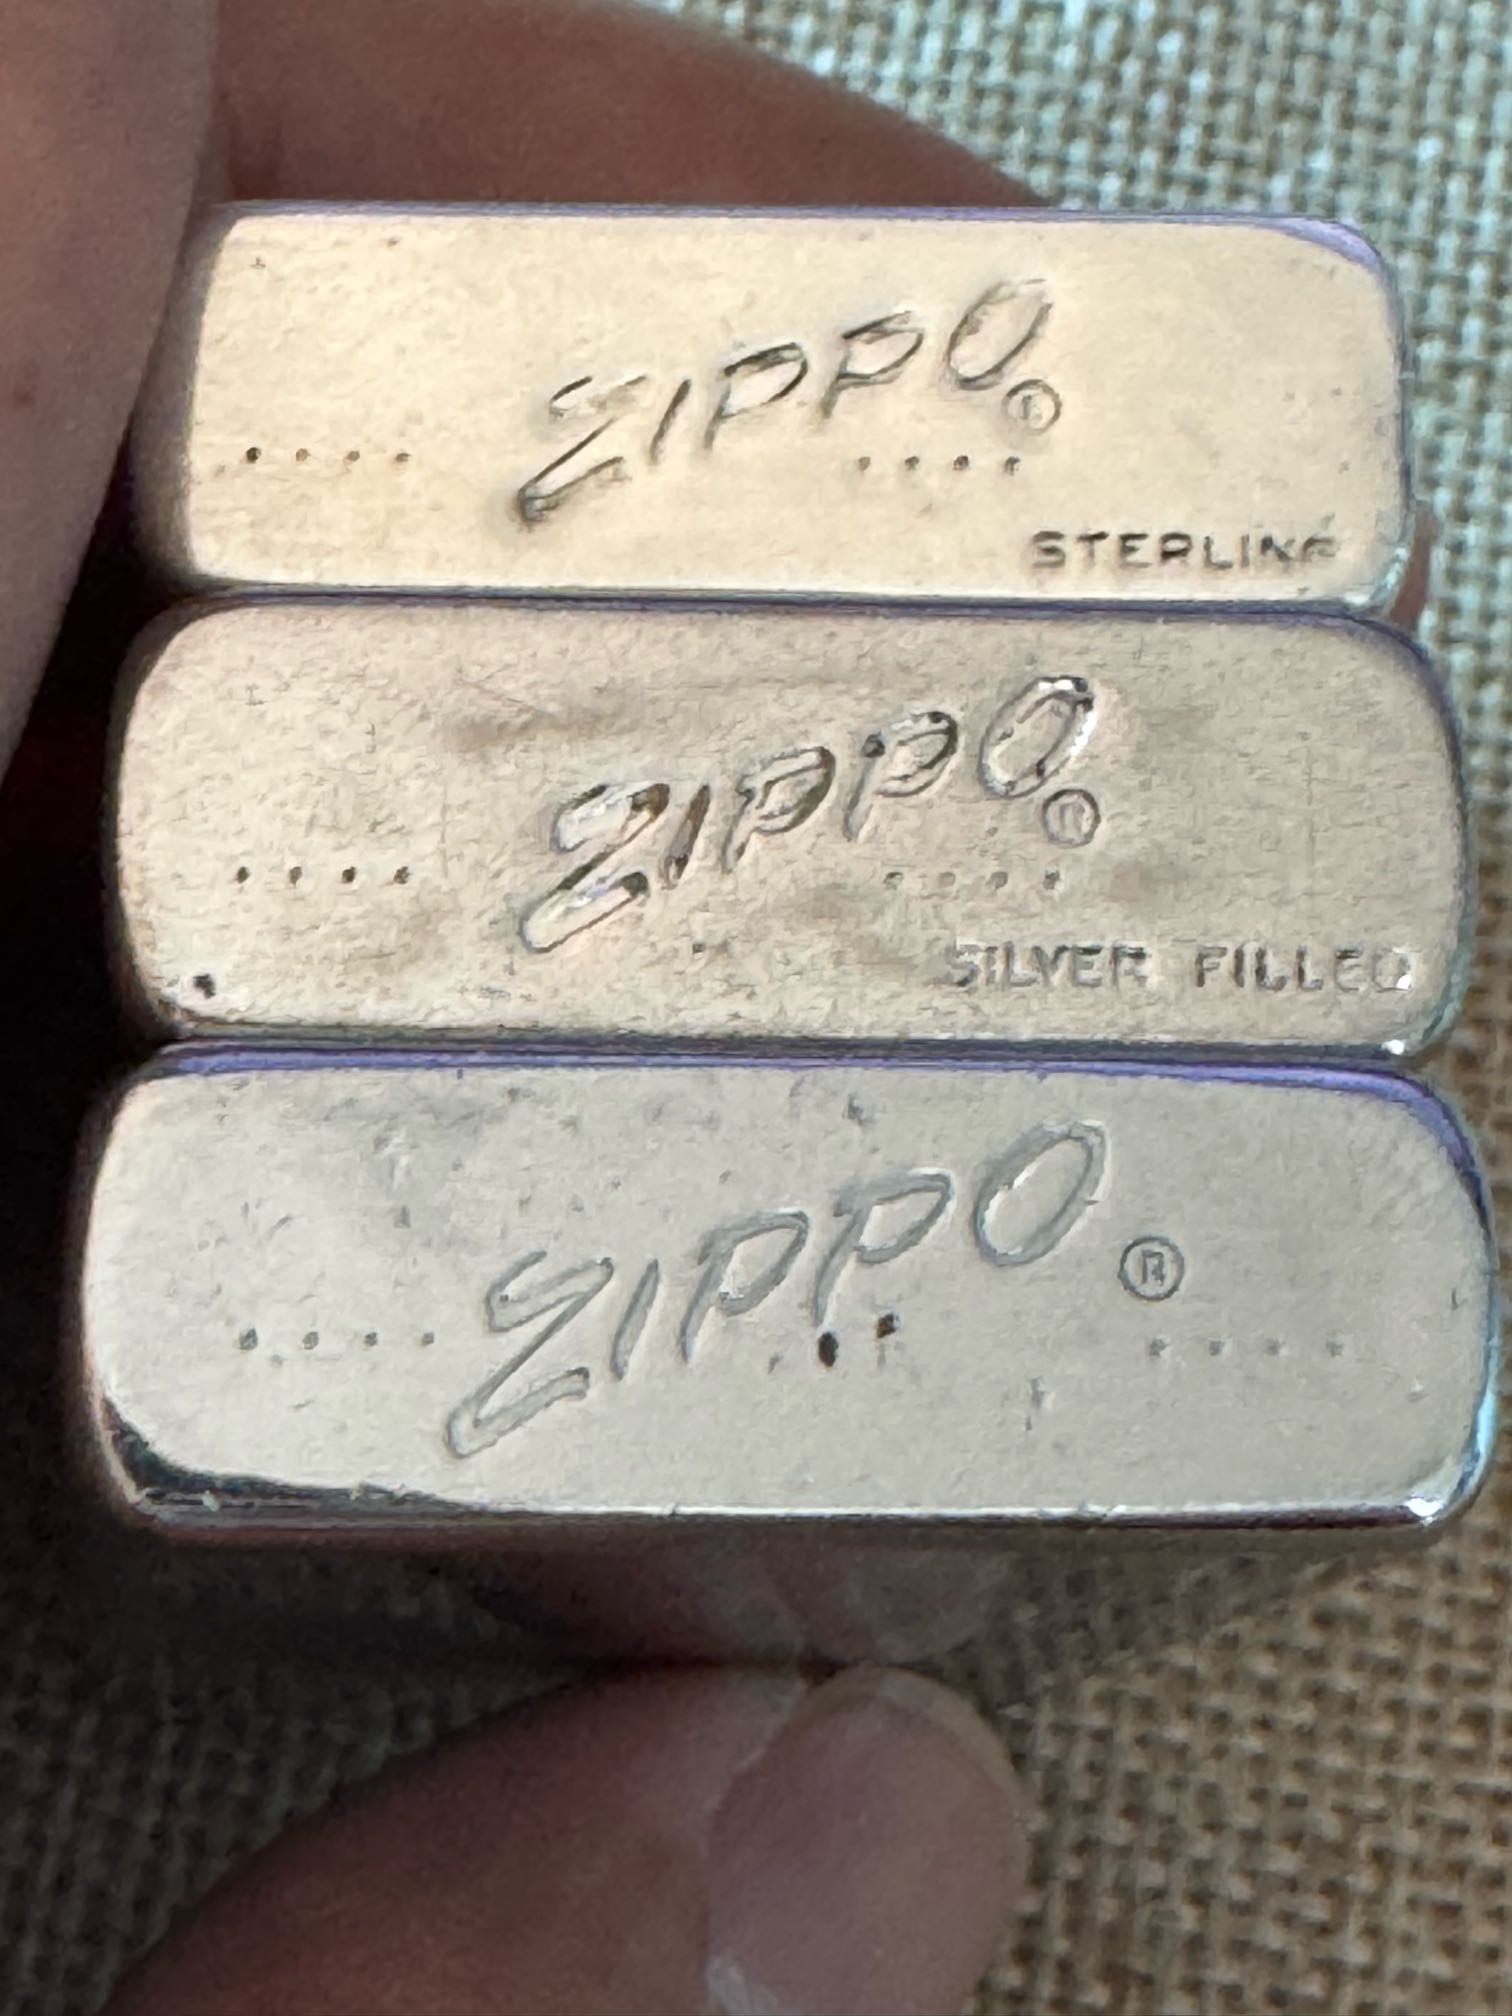 .... ZIPPO® ....
STERLING
.... ZIPPO® ....
SILVER FILLED
.... ZIPPO ® ....